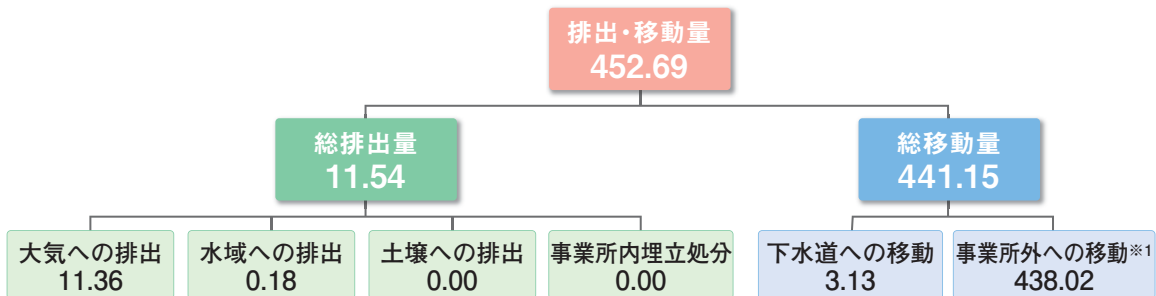 排出・移動量
452.69
総排出量
11.54
総移動量
441.15
大気への排出
11.36
水域への排出
0.18
土壌への排出
0.00
事業所内埋立処分
0.00
下水道への移動
3.13
事業所外への移動※1
438.02